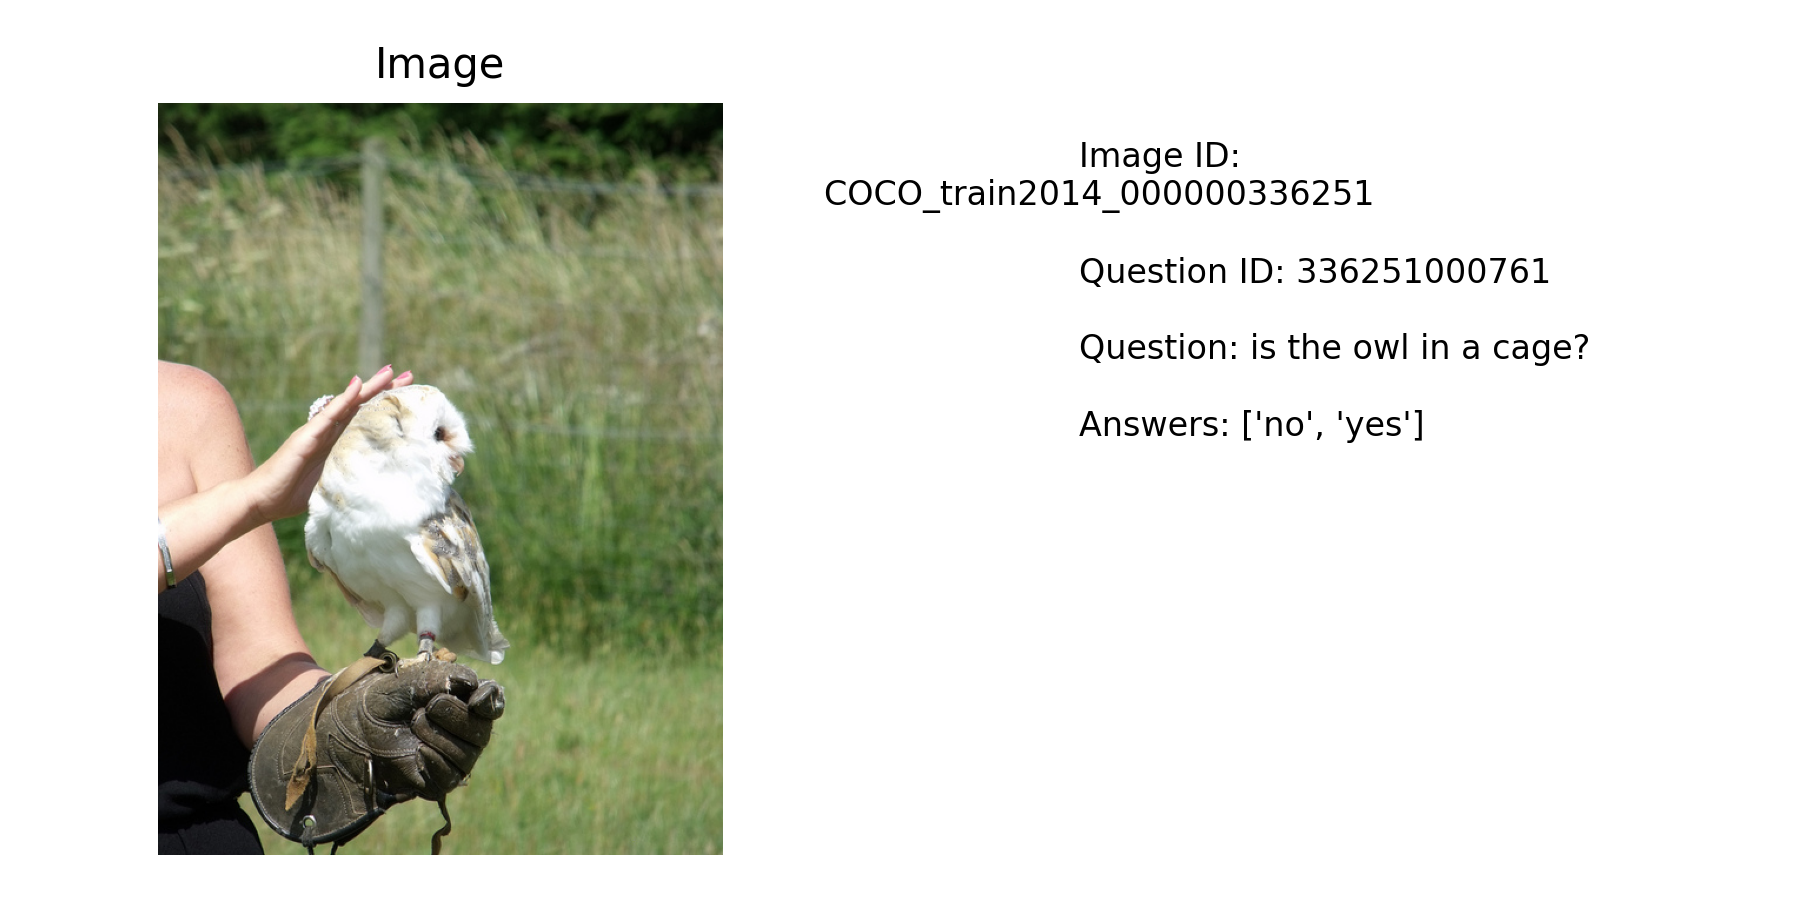 Image
Image ID:
COCO_train2014_000000336251
Question ID: 336251000761
Question: is the owl in a cage?
Answers: ['no', 'yes']